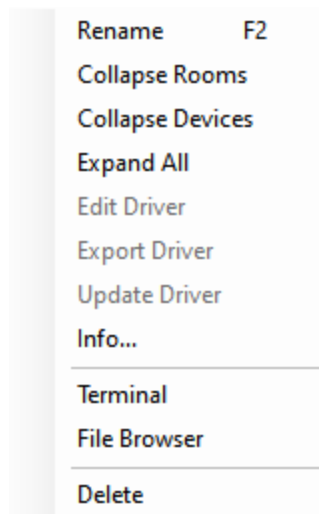 Rename F2
Collapse Rooms
Collapse Devices
Expand All
Edit Driver
Export Driver
Update Driver
Info...
Terminal
File Browser
Delete